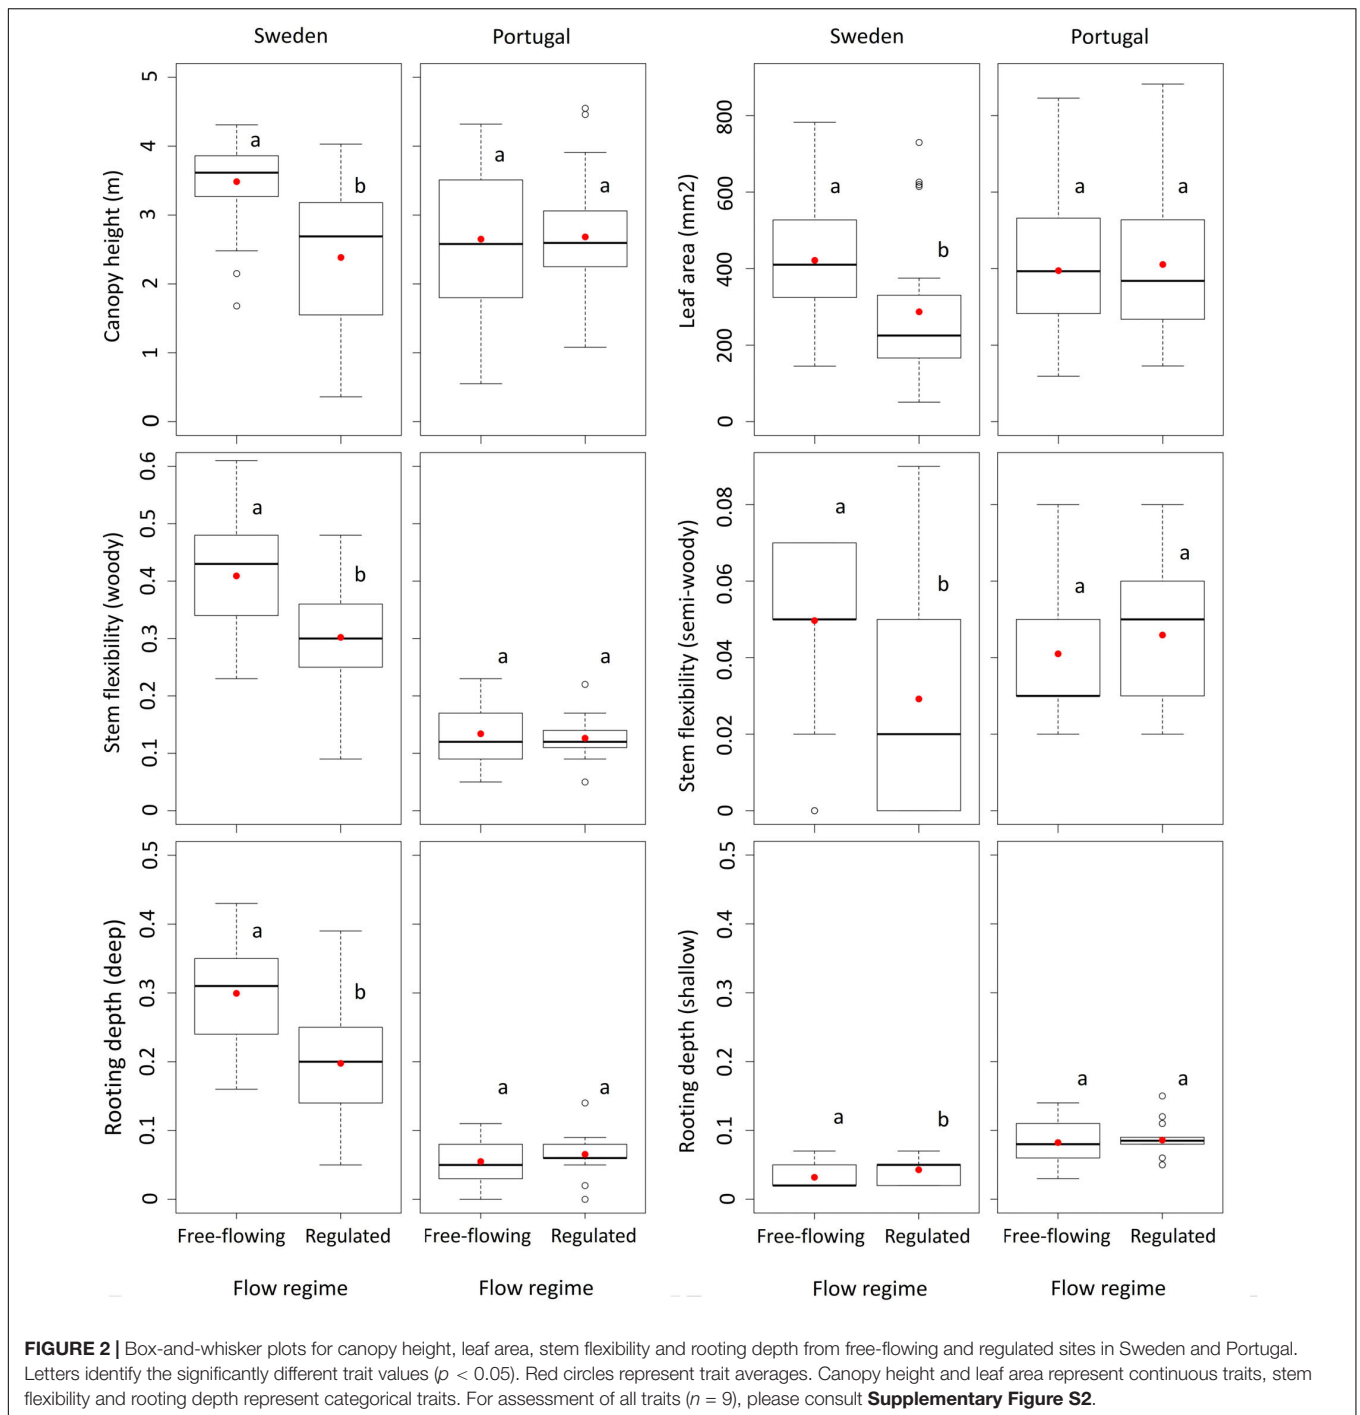 Sweden Portugal Sweden Portugal
Canopy height (m)
5
4
3
2
1
0
a
b
a
a
Leaf area (mm2)
800
600
400
200
0
a
b
a
a
Stem flexibility (woody)
0.6
0.5
0.4
0.3
0.2
0.1
0
a
b
a
a
Stem flexibility (semi-woody)
0.08
0.06
0.04
0.02
0
a
b
a
a
Rooting depth (deep)
0.5
0.4
0.3
0.2
0.1
0
a
b
a
a
Rooting depth (shallow)
0.5
0.4
0.3
0.2
0.1
0
a
b
a
a
Free-flowing Regulated Free-flowing Regulated Free-flowing Regulated Free-flowing Regulated
Flow regime Flow regime Flow regime Flow regime
FIGURE 2 | Box-and-whisker plots for canopy height, leaf area, stem flexibility and rooting depth from free-flowing and regulated sites in Sweden and Portugal.
Letters identify the significantly different trait values (p < 0.05). Red circles represent trait averages. Canopy height and leaf area represent continuous traits, stem
flexibility and rooting depth represent categorical traits. For assessment of all traits (n = 9), please consult Supplementary Figure S2.